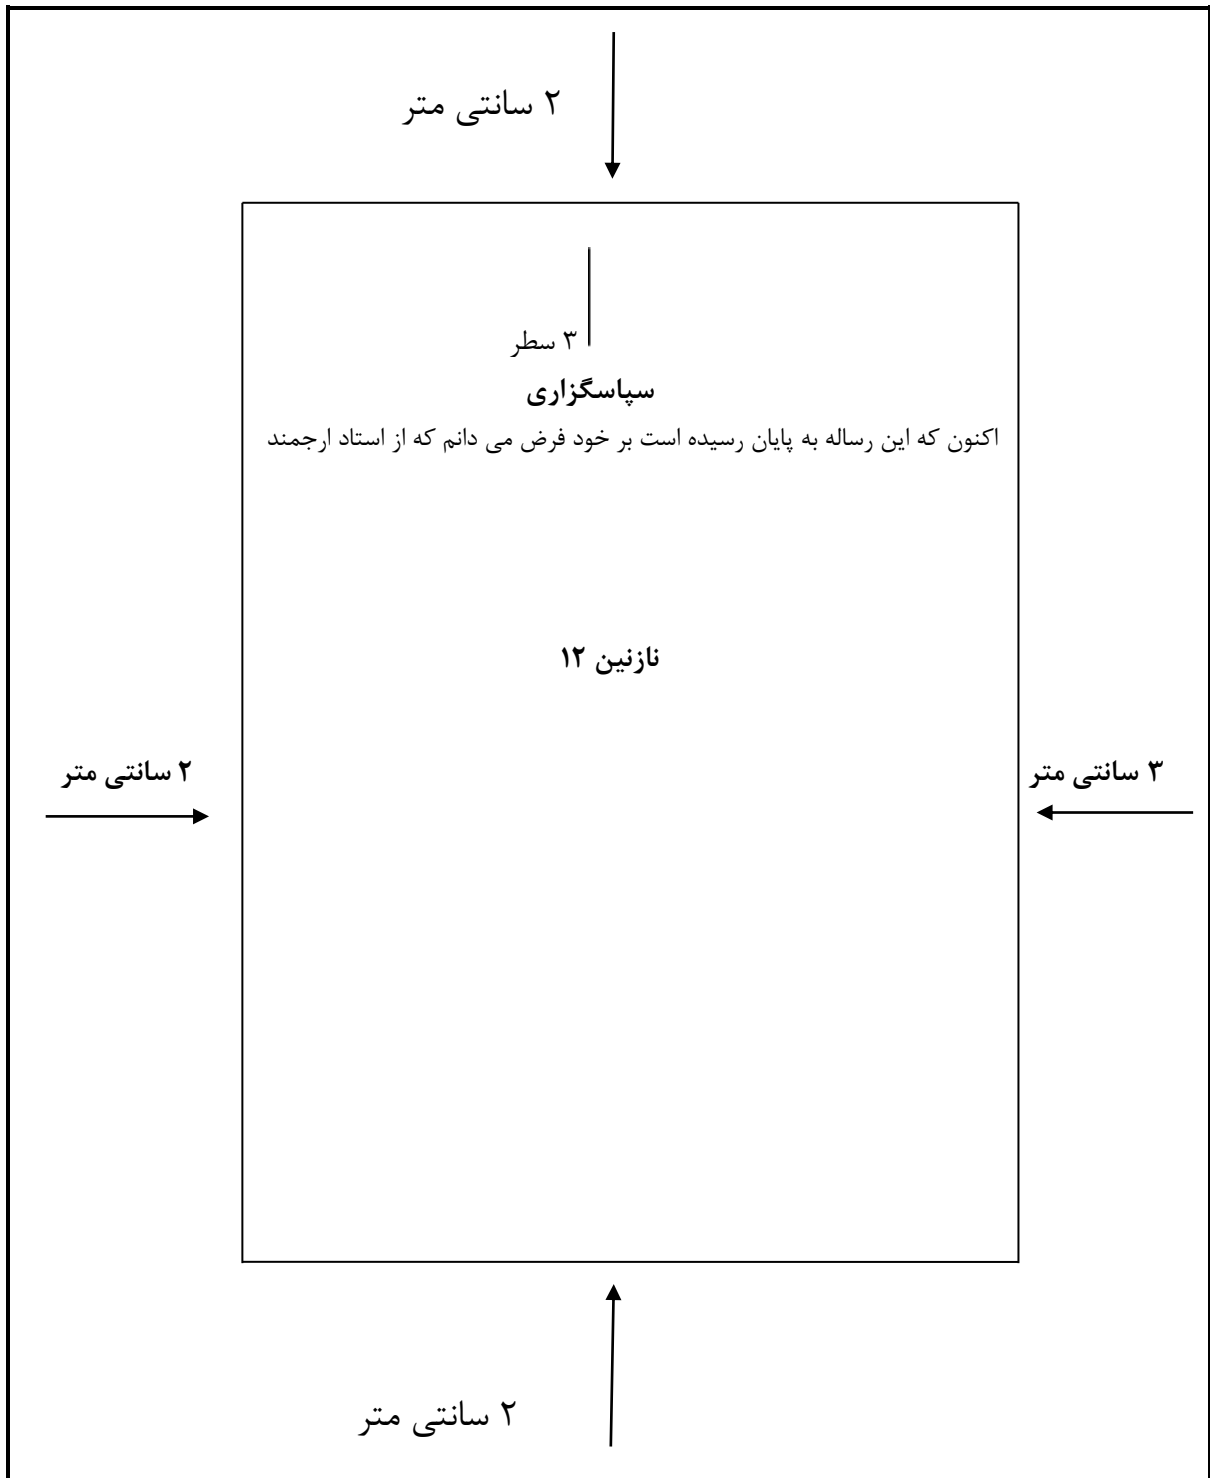 ۲ سانتی متر
۳ سطر
سپاسگزاری
اکنون که این رساله به پایان رسیده است بر خود فرض می دانم که از استاد ارجمند
نازنین ۱۲
۳ سانتی متر
۲ سانتی متر
۲ سانتی متر